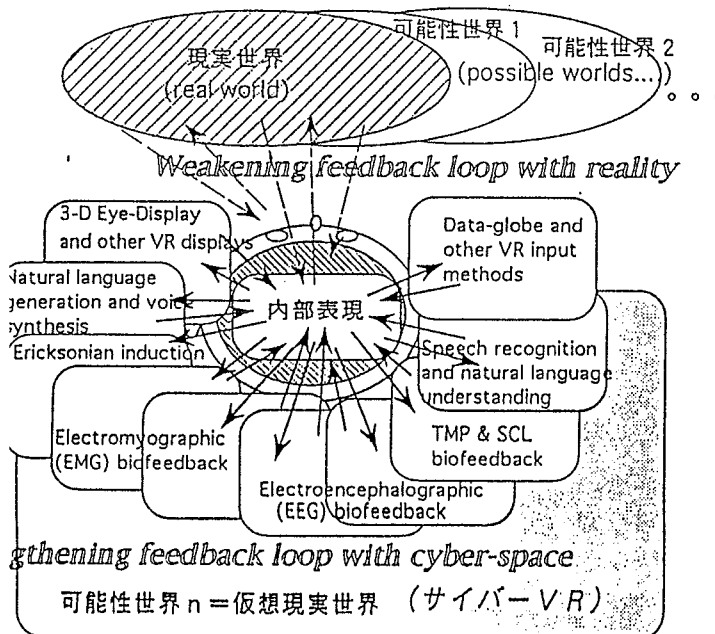 可能性世界 1
現実世界
(real world)
可能性世界 2
(possible worlds...))
。。
Weakening feedback loop with reality
3-D Eye-Display
and other VR displays
Data-globe and
other VR input
methods
Natural language
generation and voice
synthesis
内部表現
Ericksonian induction
Speech recognition
and natural language
understanding
Electromyographic
(EMG) biofeedback
TMP & SCL
biofeedback
Electroencephalographic
(EEG) biofeedback
gthening feedback loop with cyber-space
可能性世界 n＝仮想現実世界 (サイバーVR)